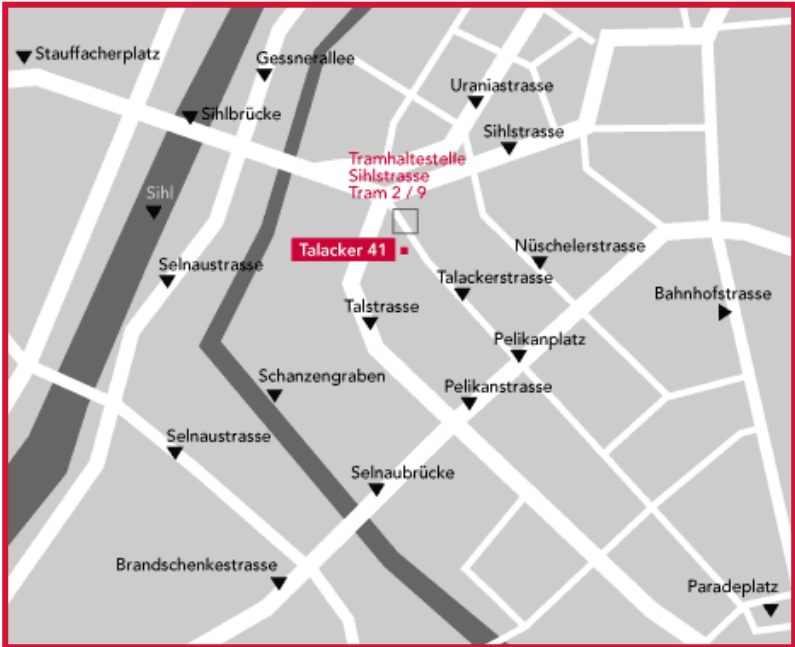 Stauffacherplatz
Gessnerallee
Uraniastrasse
Sihlbrücke
Sihlstrasse
Tramhaltestelle
Sihlstrasse
Tram 2 / 9
Sihl
Talacker 41
Nüschelerstrasse
Selnaustrasse
Talackerstrasse
Bahnhofstrasse
Talstrasse
Pelikanplatz
Schanzengraben
Pelikanstrasse
Selnaustrasse
Selnaubrücke
Brandschenkestrasse
Paradeplatz